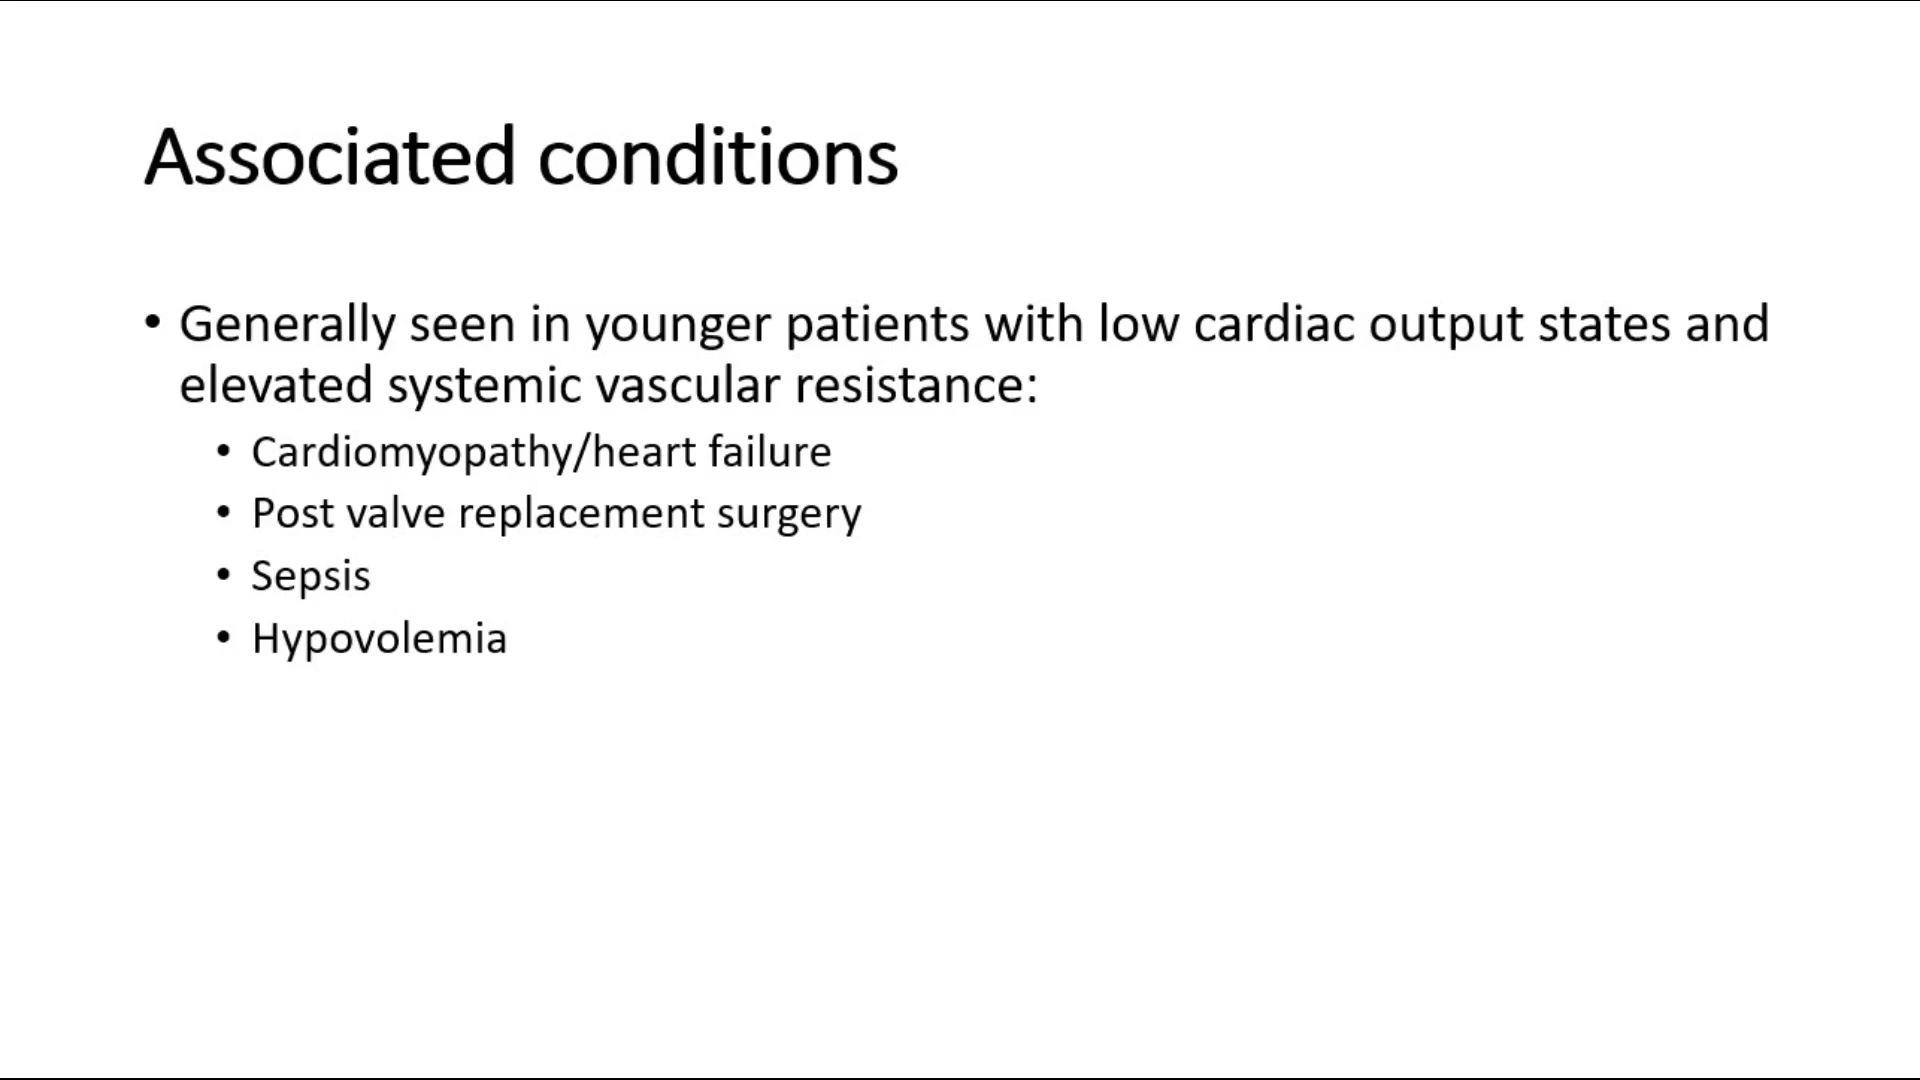 Associated conditions
• Generally seen in younger patients with low cardiac output states and
elevated systemic vascular resistance:
• Cardiomyopathy/heart failure
• Post valve replacement surgery
• Sepsis
• Hypovolemia